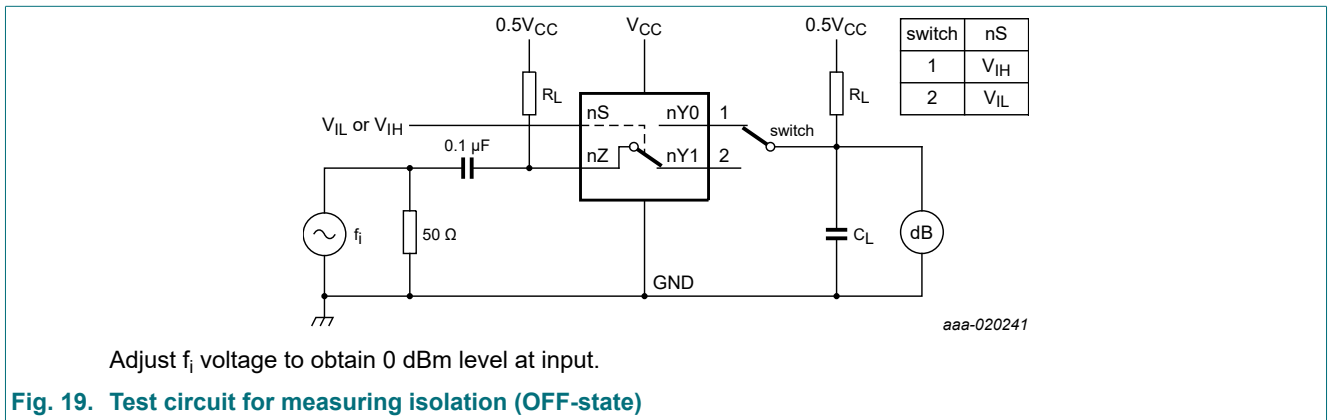 0.5VCC VCC 0.5VCC
switch nS
1 VIH
2 VIL
RL RL
nS nY0 1
VIL or VIH
switch
0.1 µF
nZ nY1 2
fi 50 Ω CL dB
GND
aaa-020241
Adjust fi voltage to obtain 0 dBm level at input.
Fig. 19. Test circuit for measuring isolation (OFF-state)